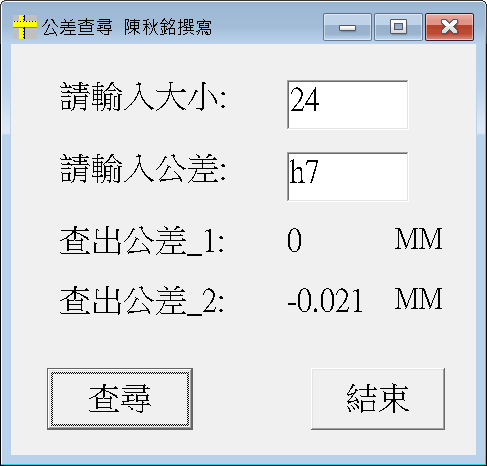 公差查尋 陳秋銘撰寫
請輸入大小: 24
請輸入公差: h7
查出公差_1: 0 MM
查出公差_2: -0.021 MM
查尋 結束